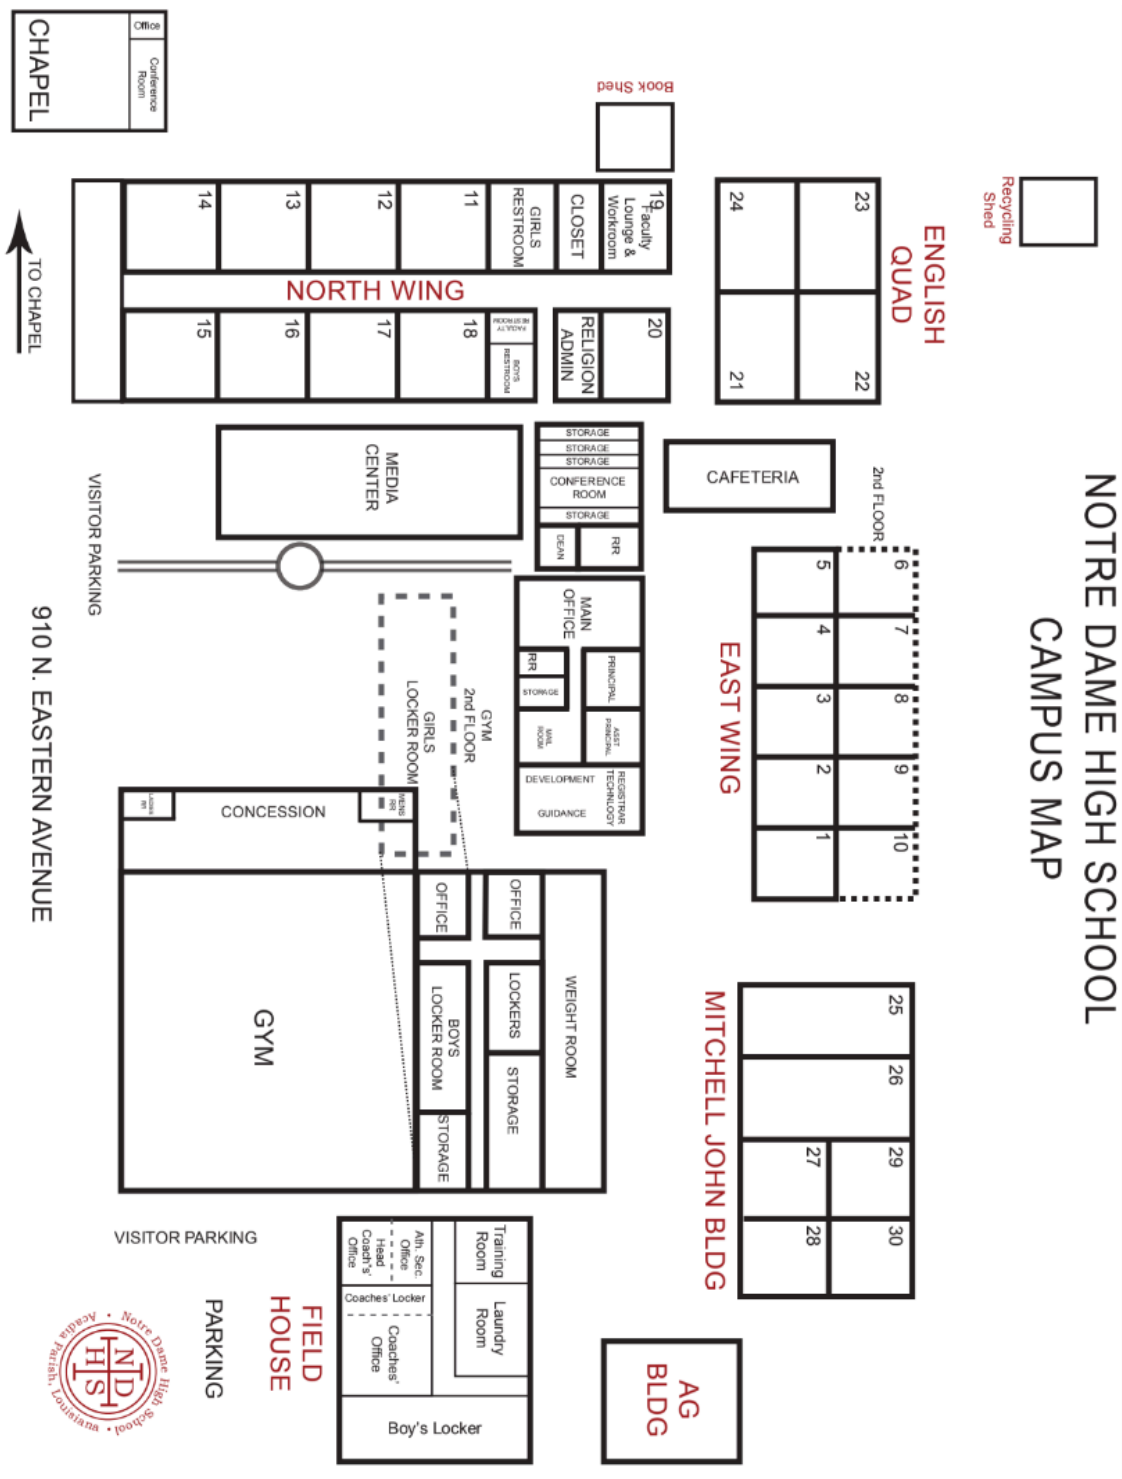 NOTRE DAME HIGH SCHOOL
CAMPUS MAP
Recycling
Shed
ENGLISH
QUAD
23
24
22
21
Book Shed
19
Faculty
Lounge &
Workroom
CLOSET
GIRLS
RESTROOM
11
12
13
14
NORTH WING
20
RELIGION
ADMIN
FACULTY
RESTROOM
BOYS
RESTROOM
18
17
16
15
CHAPEL
Office
Conference
Room
TO CHAPEL
CAFETERIA
STORAGE
STORAGE
STORAGE
CONFERENCE
ROOM
STORAGE
DEAN
RR
MEDIA
CENTER
VISITOR PARKING
2nd FLOOR
6
7
8
9
10
5
4
3
2
1
EAST WING
MAIN
OFFICE
RR
STORAGE
PRINCIPAL
MAIL
ROOM
ASST
PRINCIPAL
DEVELOPMENT
REGISTRAR
TECHNLOGY
GUIDANCE
GYM
2nd FLOOR
GIRLS
LOCKER ROOM
910 N. EASTERN AVENUE
CONCESSION
LADIES
RR
MENS
RR
GYM
OFFICE
OFFICE
LOCKERS
BOYS
LOCKER ROOM
STORAGE
STORAGE
WEIGHT ROOM
25
26
29
27
30
28
MITCHELL JOHN BLDG
AG
BLDG
Training
Room
Laundry
Room
Ath. Sec.
Office
Head
Coach's'
Office
Coaches' Locker
Coaches'
Office
Boy's Locker
FIELD
HOUSE
VISITOR PARKING
PARKING
Notre Dame High School • Acadia Parish, Louisiana •
N D
H S